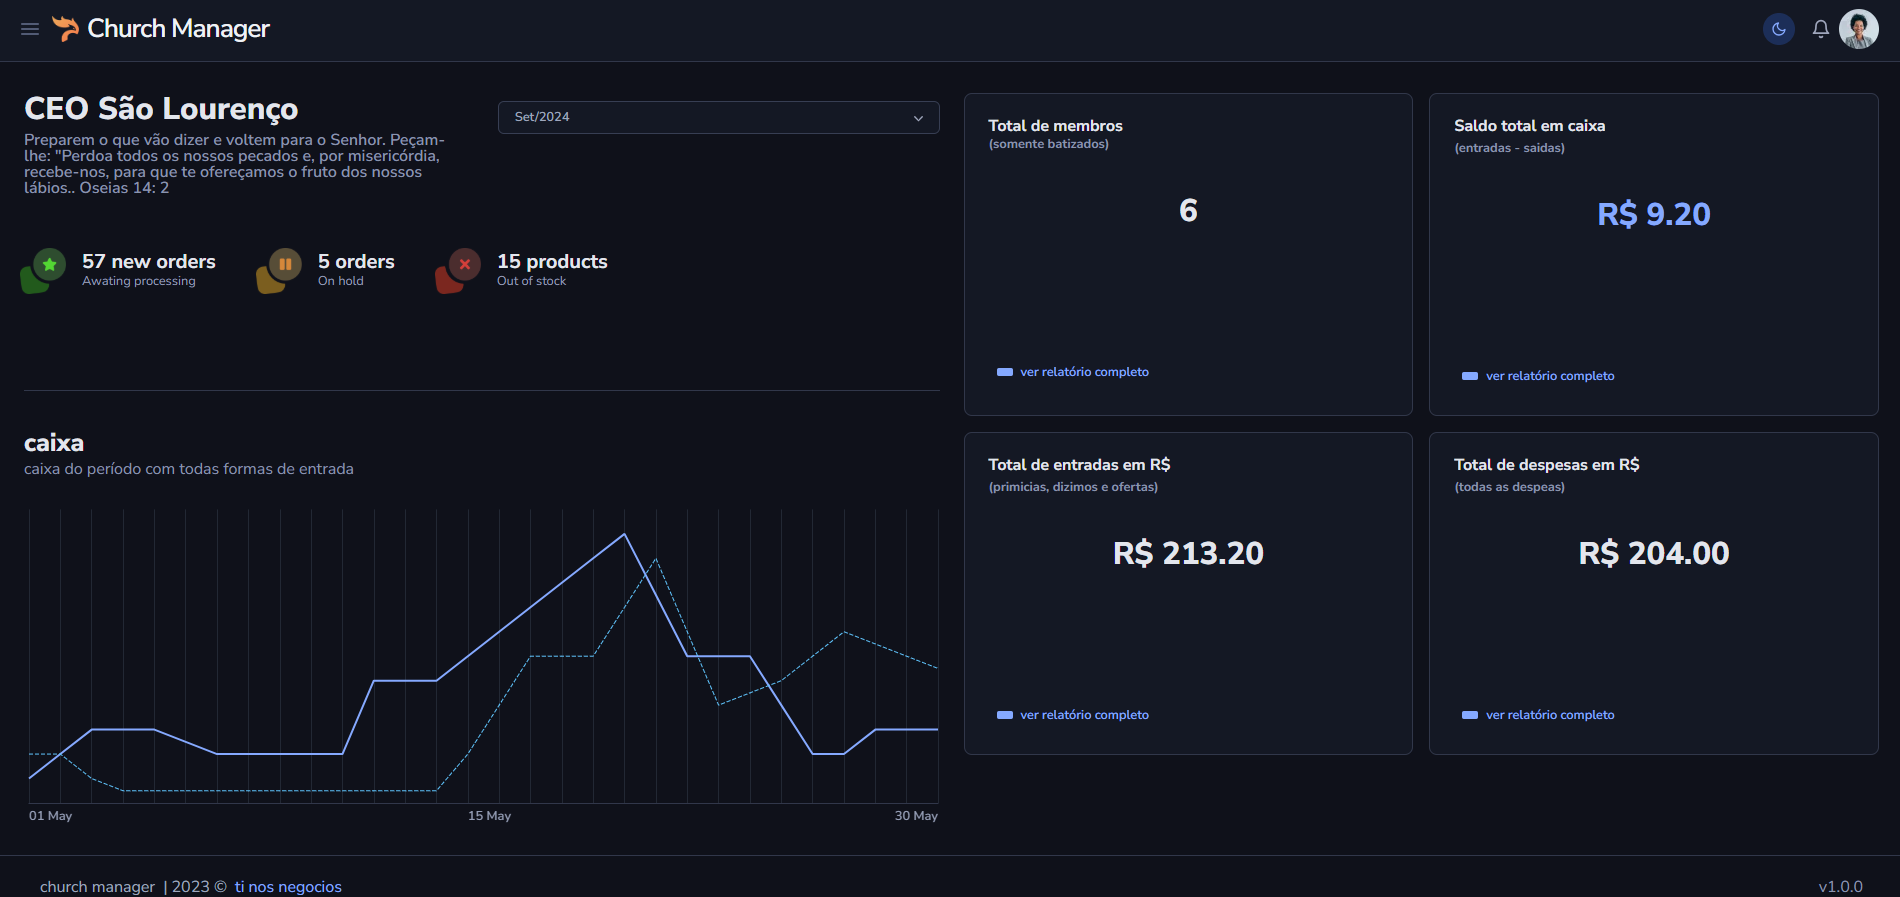 Church Manager
CEO São Lourenço
Preparem o que vão dizer e voltem para o Senhor. Peçam-
lhe: "Perdoa todos os nossos pecados e, por misericórdia,
recebe-nos, para que te ofereçamos o fruto dos nossos
lábios.. Oseias 14: 2
Set/2024
57 new orders
Awating processing
5 orders
On hold
15 products
Out of stock
caixa
caixa do período com todas formas de entrada
01 May
15 May
30 May
Total de membros
(somente batizados)
6
ver relatório completo
Saldo total em caixa
(entradas - saidas)
R$ 9.20
ver relatório completo
Total de entradas em R$
(primicias, dizimos e ofertas)
R$ 213.20
ver relatório completo
Total de despesas em R$
(todas as despeas)
R$ 204.00
ver relatório completo
church manager | 2023 © ti nos negocios
v1.0.0